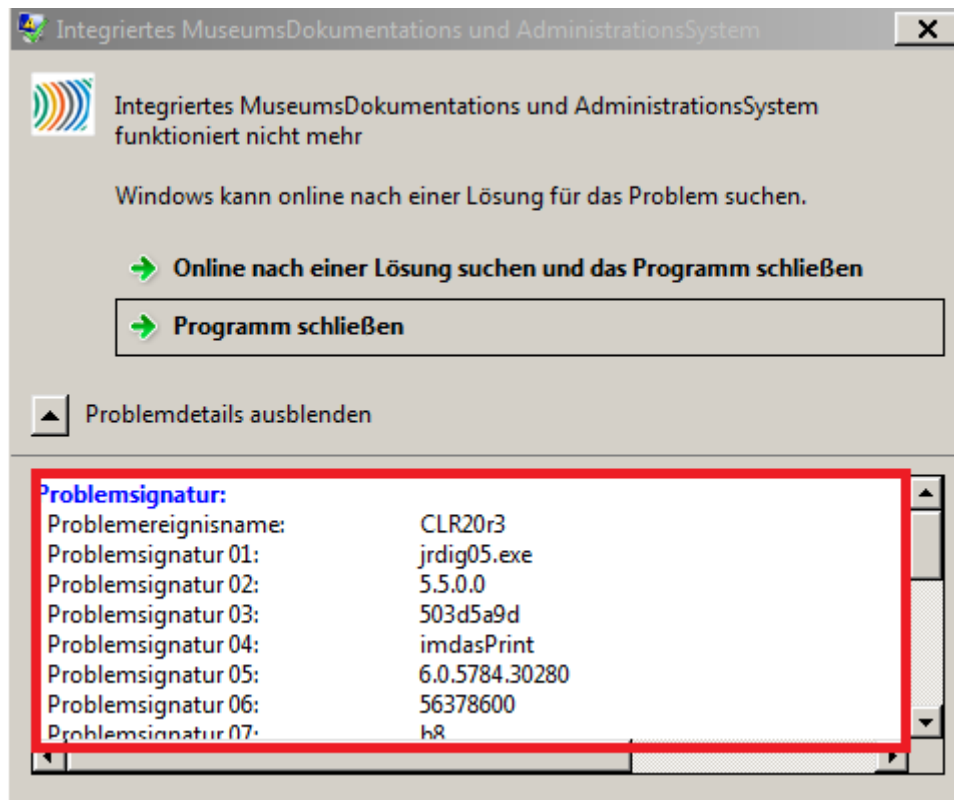 Integriertes MuseumsDokumentations und AdministrationsSystem
Integriertes MuseumsDokumentations und AdministrationsSystem
funktioniert nicht mehr
Windows kann online nach einer Lösung für das Problem suchen.
Online nach einer Lösung suchen und das Programm schließen
Programm schließen
Problemdetails ausblenden
Problemsignatur:
Problemereignisname: CLR20r3
Problemsignatur 01: jrdig05.exe
Problemsignatur 02: 5.5.0.0
Problemsignatur 03: 503d5a9d
Problemsignatur 04: imdasPrint
Problemsignatur 05: 6.0.5784.30280
Problemsignatur 06: 56378600
Problemsignatur 07: b8